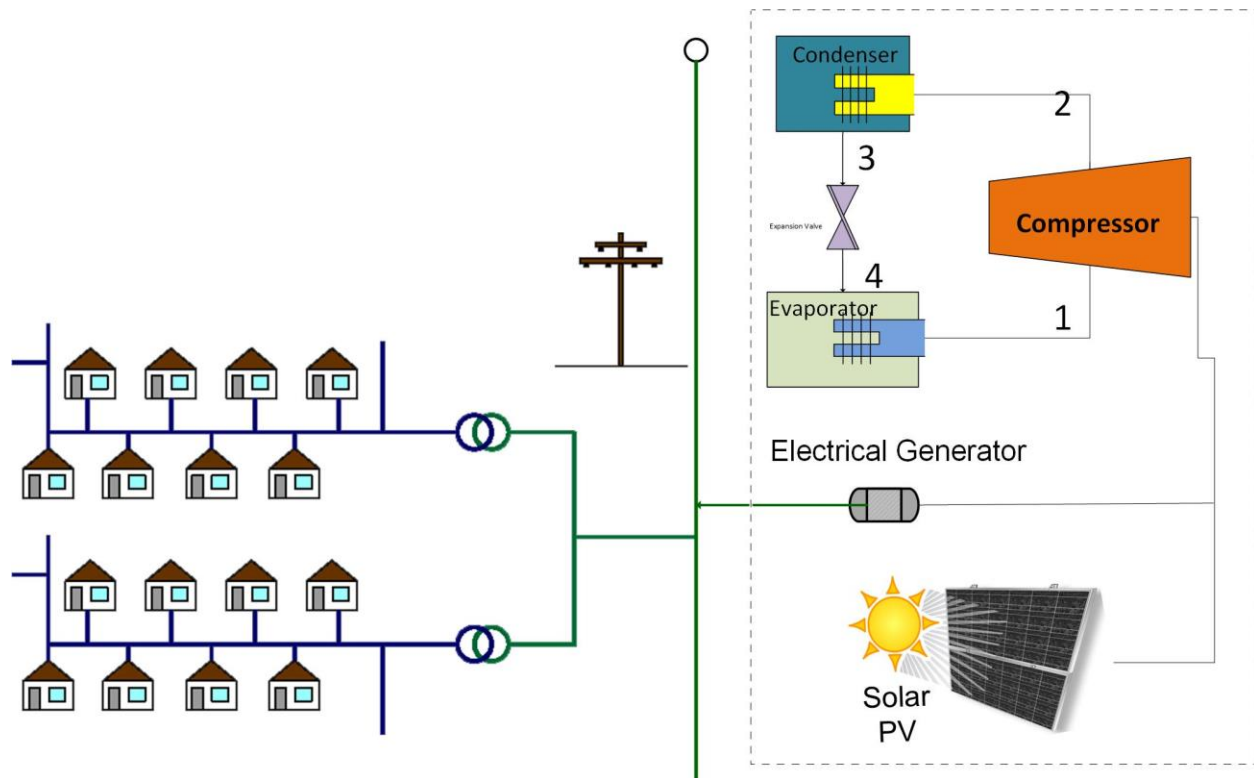 Condenser
2
3
Compressor
Expansion Valve
4
Evaporator
1
Electrical Generator
Solar
PV